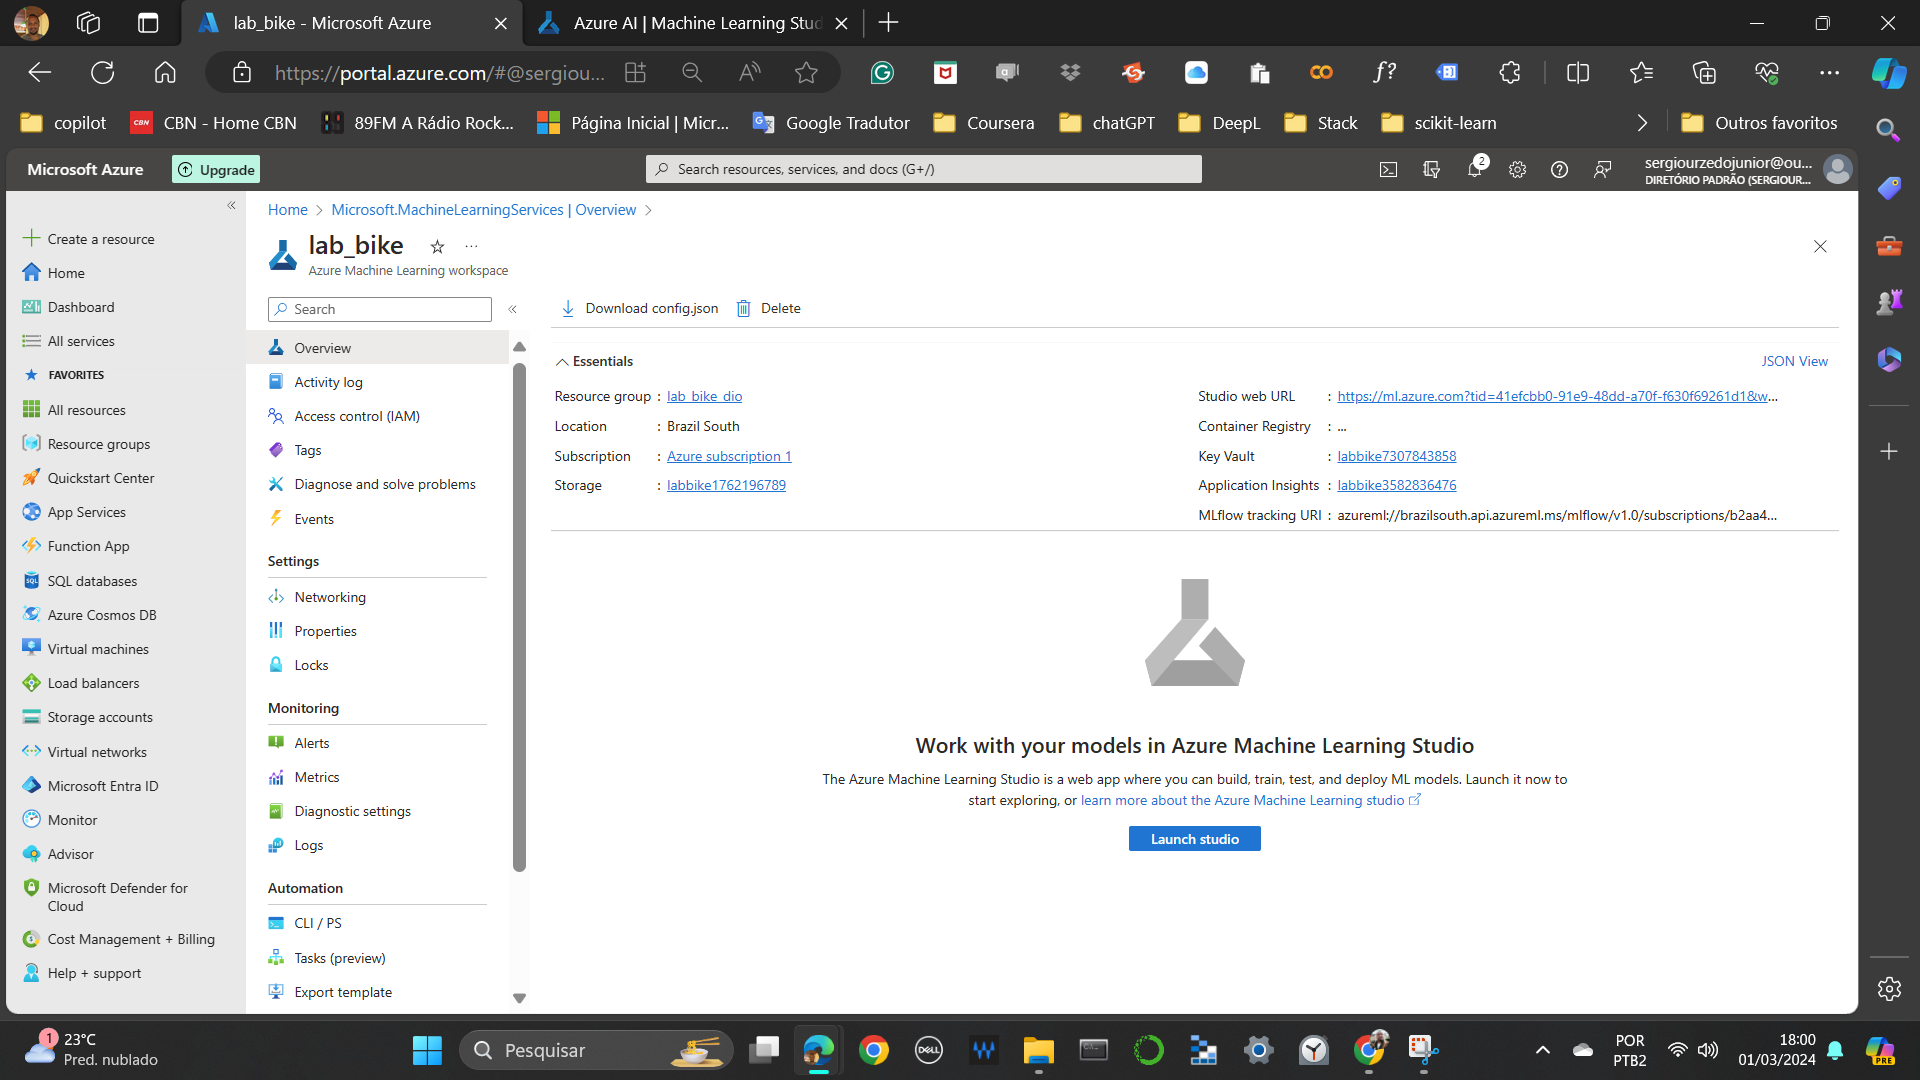 lab_bike - Microsoft Azure
Azure AI | Machine Learning Stud
https://portal.azure.com/#@sergiou...
copilot
CBN - Home CBN
89FM A Rádio Rock...
Página Inicial | Micr...
Google Tradutor
Coursera
chatGPT
DeepL
Stack
scikit-learn
Outros favoritos
Microsoft Azure
Upgrade
Search resources, services, and docs (G+/)
2
sergiourzedojunior@ou...
DIRETÓRIO PADRÃO (SERGIOUR...
Create a resource
Home
Dashboard
All services
FAVORITES
All resources
Resource groups
Quickstart Center
App Services
Function App
SQL databases
Azure Cosmos DB
Virtual machines
Load balancers
Storage accounts
Virtual networks
Microsoft Entra ID
Monitor
Advisor
Microsoft Defender for
Cloud
Cost Management + Billing
Help + support
Home > Microsoft.MachineLearningServices | Overview >
lab_bike
Azure Machine Learning workspace
Search
Overview
Activity log
Access control (IAM)
Tags
Diagnose and solve problems
Events
Settings
Networking
Properties
Locks
Monitoring
Alerts
Metrics
Diagnostic settings
Logs
Automation
CLI / PS
Tasks (preview)
Export template
Download config.json
Delete
Essentials
JSON View
Resource group : lab_bike_dio
Location : Brazil South
Subscription : Azure subscription 1
Storage : labbike1762196789
Studio web URL : https://ml.azure.com?tid=41efcbb0-91e9-48dd-a70f-f630f69261d1&w...
Container Registry : ...
Key Vault : labbike7307843858
Application Insights : labbike3582836476
MLflow tracking URI : azureml://brazilsouth.api.azureml.ms/mlflow/v1.0/subscriptions/b2aa4...
Work with your models in Azure Machine Learning Studio
The Azure Machine Learning Studio is a web app where you can build, train, test, and deploy ML models. Launch it now to
start exploring, or learn more about the Azure Machine Learning studio
Launch studio
1
23°C
Pred. nublado
Pesquisar
DELL
POR
PTB2
18:00
01/03/2024
PRE